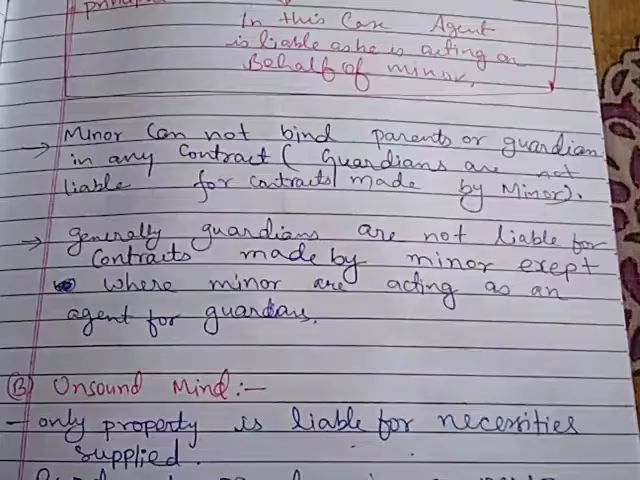 principal
In this Case Agent
is liable as he is acting on
Behalf of minor.
→ Minor Can not bind parents or guardian
in any Contract ( Guardians are not
liable for contracts made by Minor).
→ generally guardians are not liable for
Contracts made by minor exept
where minor are acting as an
agent for guardians.
(B) Unsound Mind:-
- only property is liable for necessities
supplied.